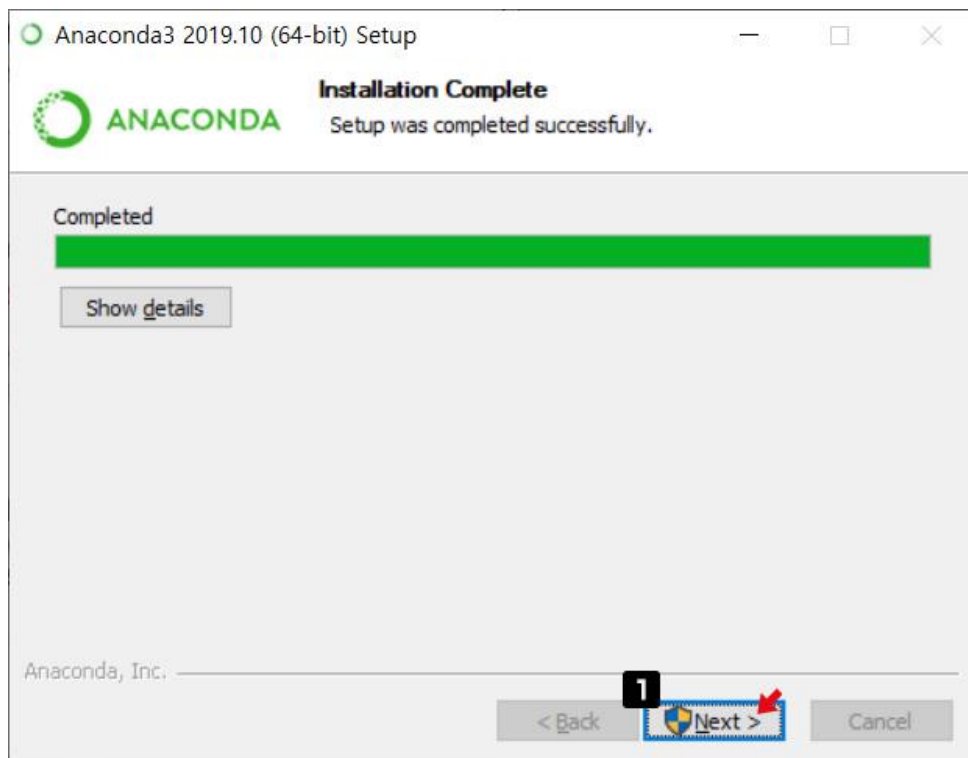 Anaconda3 2019.10 (64-bit) Setup
ANACONDA
Installation Complete
Setup was completed successfully.
Completed
Show details
Anaconda, Inc.
1
< Back
Next >
Cancel